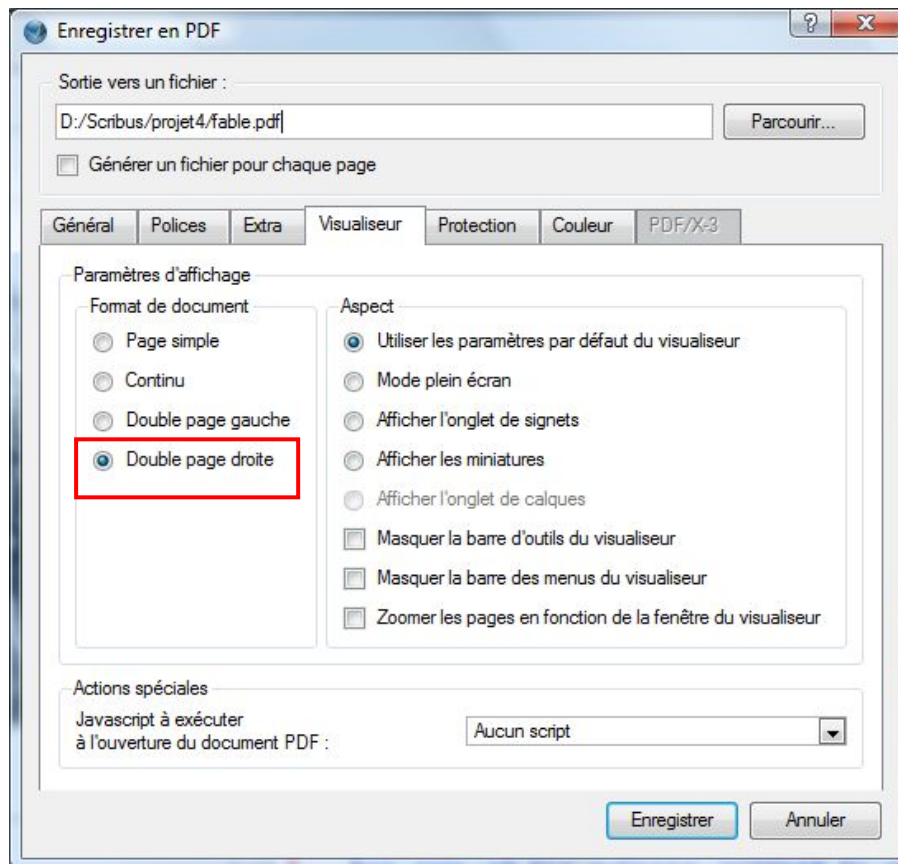 Enregistrer en PDF
Sortie vers un fichier :
D:/Scribus/projet4/fable.pdf
Parcourir...
Générer un fichier pour chaque page
Général Polices Extra Visualiseur Protection Couleur PDF/X-3
Paramètres d'affichage
Format de document
Page simple
Continu
Double page gauche
Double page droite
Aspect
Utiliser les paramètres par défaut du visualiseur
Mode plein écran
Afficher l'onglet de signets
Afficher les miniatures
Afficher l'onglet de calques
Masquer la barre d'outils du visualiseur
Masquer la barre des menus du visualiseur
Zoomer les pages en fonction de la fenêtre du visualiseur
Actions spéciales
Javascript à exécuter
à l'ouverture du document PDF :
Aucun script
Enregistrer
Annuler